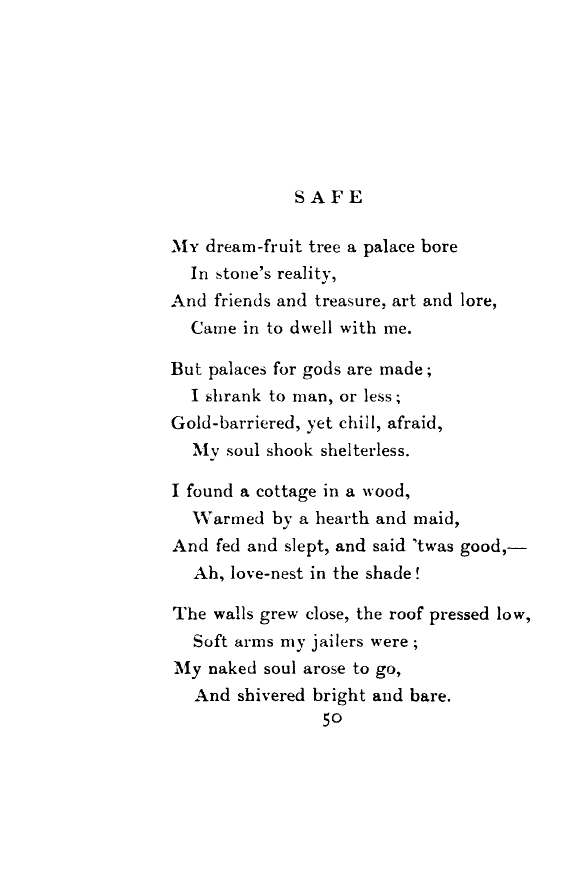 SAFE
MY dream-fruit tree a palace bore
In stone's reality,
And friends and treasure, art and lore,
Came in to dwell with me.
But palaces for gods are made;
I shrank to man, or less;
Gold-barriered, yet chill, afraid,
My soul shook shelterless.
I found a cottage in a wood,
Warmed by a hearth and maid,
And fed and slept, and said 'twas good,—
Ah, love-nest in the shade!
The walls grew close, the roof pressed low,
Soft arms my jailers were;
My naked soul arose to go,
And shivered bright and bare.
50